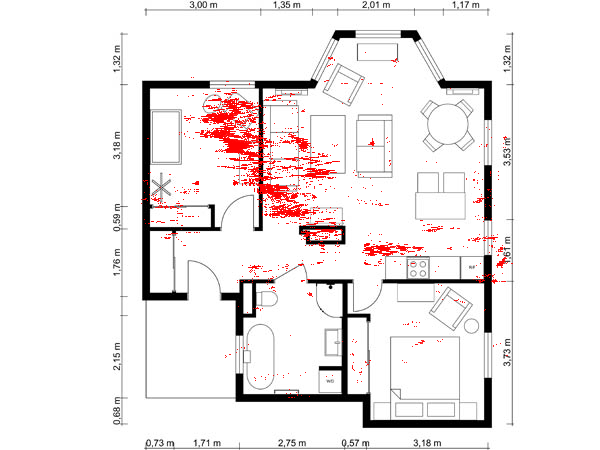 3,00 m
1,35 m
2,01 m
1,17 m
1,32 m
1,32 m
3,18 m
3,53 m
0,59 m
1,61 m
1,76 m
R/F
2,15 m
3,73 m
WD
0,68 m
0,73 m
1,71 m
2,75 m
0,57 m
3,18 m